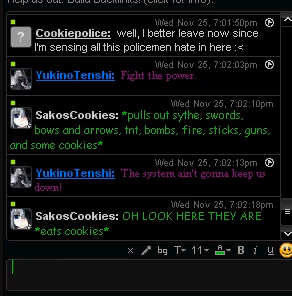 Help us out. Build Backlinks! (click for info).
Wed Nov 25, 7:01:50pm
Cookiepolice: well, I better leave now since
I'm sensing all this policemen hate in here :<
Wed Nov 25, 7:02:03pm
YukinoTenshi: Fight the power.
Wed Nov 25, 7:02:10pm
SakosCookies: *pulls out sythe, swords,
bows and arrows, tnt, bombs, fire, sticks, guns,
and some cookies*
Wed Nov 25, 7:02:13pm
YukinoTenshi: The system ain't gonna keep us
down!
Wed Nov 25, 7:02:18pm
SakosCookies: OH LOOK HERE THEY ARE
*eats cookies*
bg T 11 A B i u